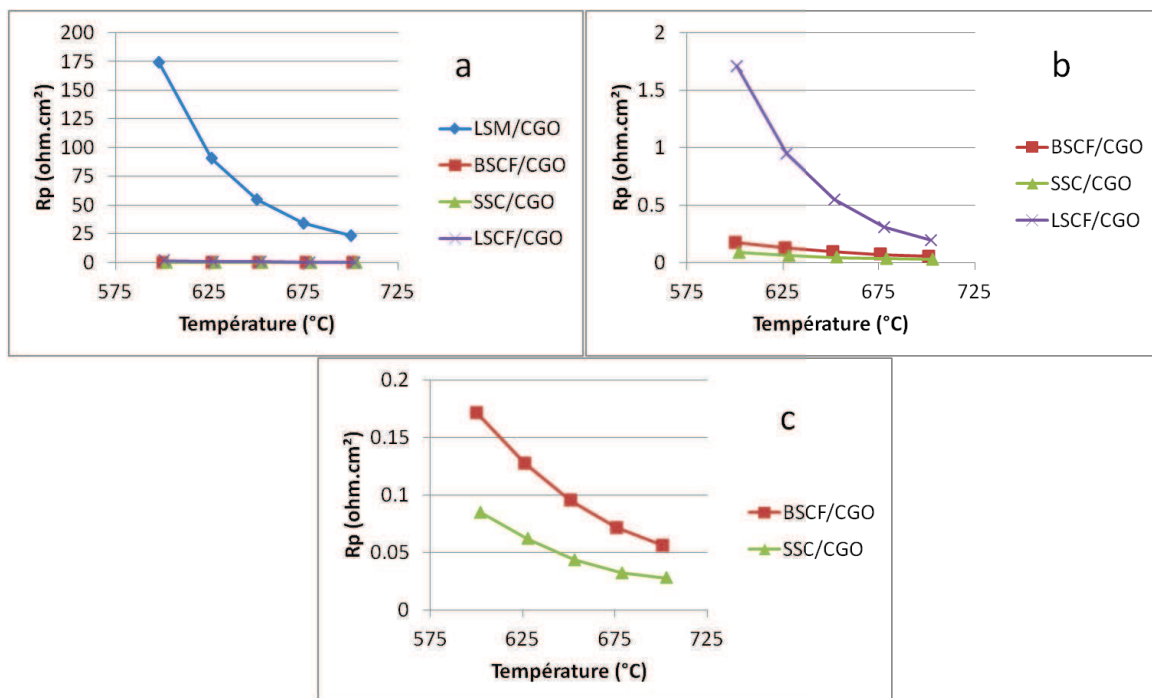 a
Rp (ohm.cm²)
200
175
150
125
100
75
50
25
0
575
625
675
725
Température (°C)
LSM/CGO
BSCF/CGO
SSC/CGO
LSCF/CGO
b
Rp (ohm.cm²)
2
1.5
1
0.5
0
575
625
675
725
Température (°C)
BSCF/CGO
SSC/CGO
LSCF/CGO
c
Rp (ohm.cm²)
0.2
0.15
0.1
0.05
0
575
625
675
725
Température (°C)
BSCF/CGO
SSC/CGO